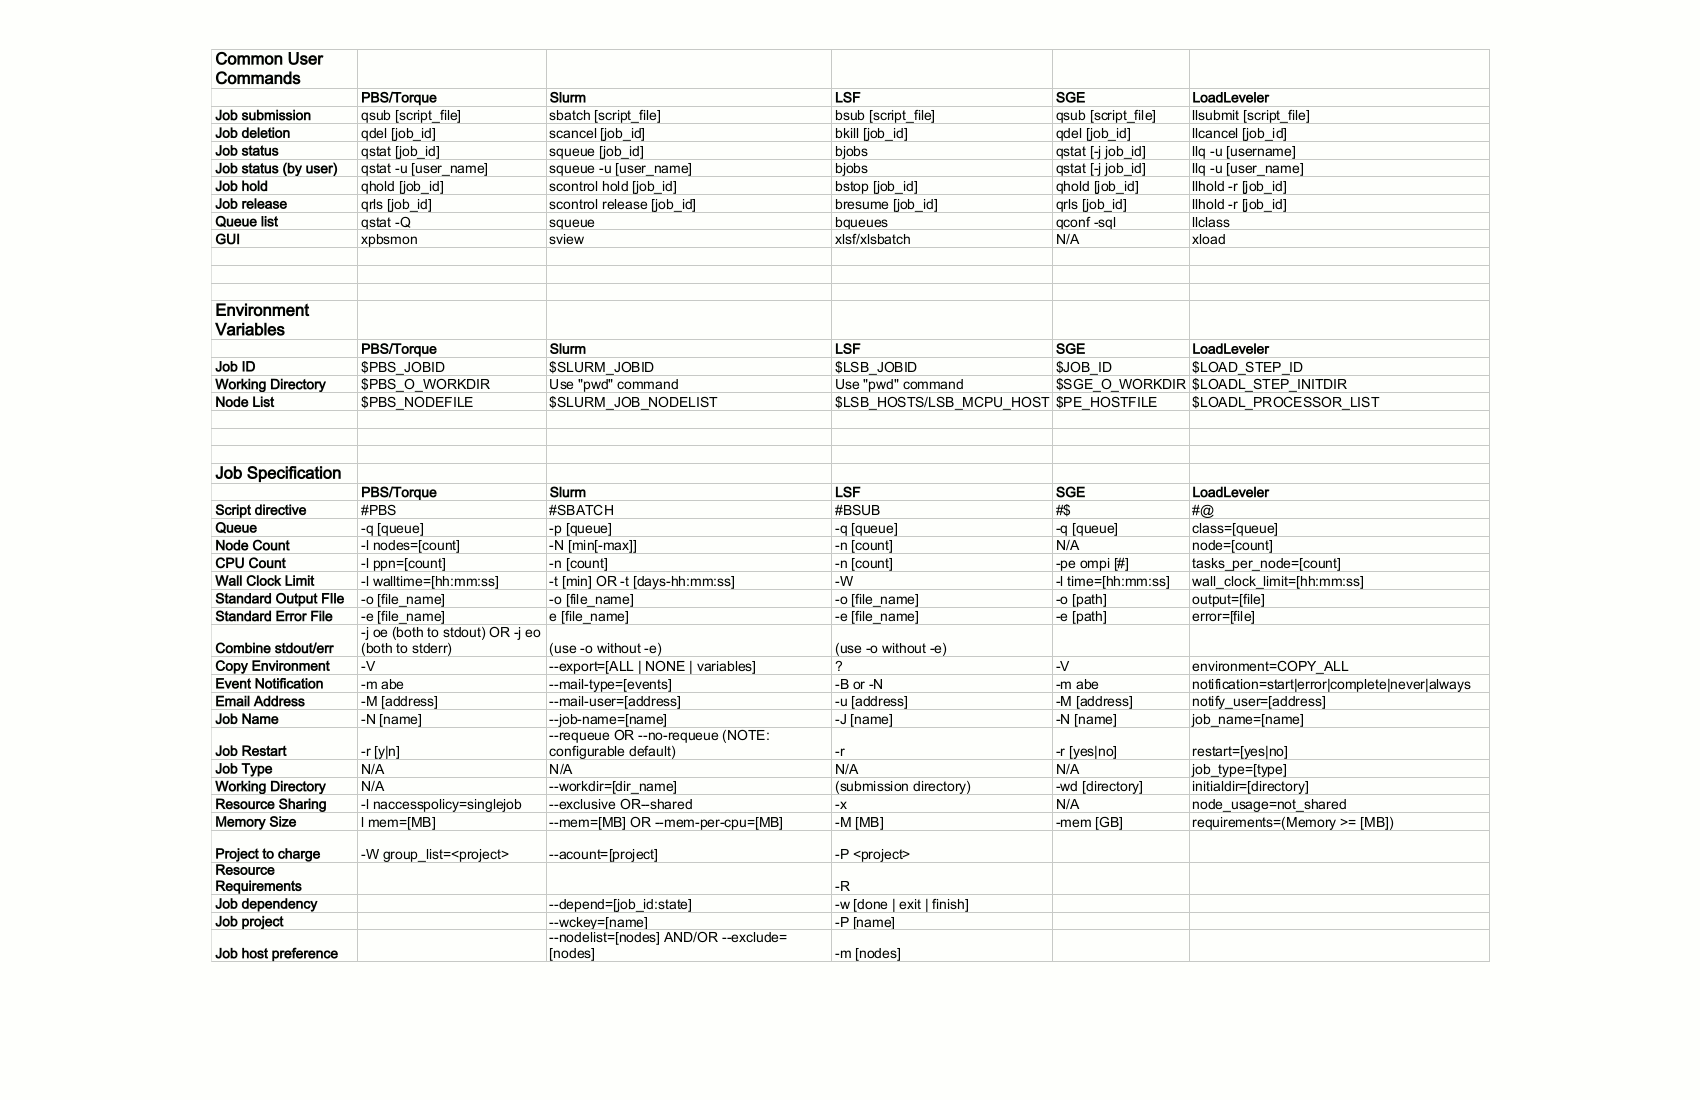 Common User
Commands
PBS/Torque Slurm LSF SGE LoadLeveler
Job submission qsub [script_file] sbatch [script_file] bsub [script_file] qsub [script_file] llsubmit [script_file]
Job deletion qdel [job_id] scancel [job_id] bkill [job_id] qdel [job_id] llcancel [job_id]
Job status qstat [job_id] squeue [job_id] bjobs qstat [-j job_id] llq -u [username]
Job status (by user) qstat -u [user_name] squeue -u [user_name] bjobs qstat [-j job_id] llq -u [user_name]
Job hold qhold [job_id] scontrol hold [job_id] bstop [job_id] qhold [job_id] llhold -r [job_id]
Job release qrls [job_id] scontrol release [job_id] bresume [job_id] qrls [job_id] llhold -r [job_id]
Queue list qstat -Q squeue bqueues qconf -sql llclass
GUI xpbsmon sview xlsf/xlsbatch N/A xload
Environment
Variables
PBS/Torque Slurm LSF SGE LoadLeveler
Job ID $PBS_JOBID $SLURM_JOBID $LSB_JOBID $JOB_ID $LOAD_STEP_ID
Working Directory $PBS_O_WORKDIR Use "pwd" command Use "pwd" command $SGE_O_WORKDIR $LOADL_STEP_INITDIR
Node List $PBS_NODEFILE $SLURM_JOB_NODELIST $LSB_HOSTS/LSB_MCPU_HOST $PE_HOSTFILE $LOADL_PROCESSOR_LIST
Job Specification
PBS/Torque Slurm LSF SGE LoadLeveler
Script directive #PBS #SBATCH #BSUB #$ #@
Queue -q [queue] -p [queue] -q [queue] -q [queue] class=[queue]
Node Count -l nodes=[count] -N [min[-max]] -n [count] N/A node=[count]
CPU Count -l ppn=[count] -n [count] -n [count] -pe ompi [#] tasks_per_node=[count]
Wall Clock Limit -l walltime=[hh:mm:ss] -t [min] OR -t [days-hh:mm:ss] -W -l time=[hh:mm:ss] wall_clock_limit=[hh:mm:ss]
Standard Output FIle -o [file_name] -o [file_name] -o [file_name] -o [path] output=[file]
Standard Error File -e [file_name] e [file_name] -e [file_name] -e [path] error=[file]
-j oe (both to stdout) OR -j eo
Combine stdout/err (both to stderr) (use -o without -e) (use -o without -e)
Copy Environment -V --export=[ALL | NONE | variables] ? -V environment=COPY_ALL
Event Notification -m abe --mail-type=[events] -B or -N -m abe notification=start|error|complete|never|always
Email Address -M [address] --mail-user=[address] -u [address] -M [address] notify_user=[address]
Job Name -N [name] --job-name=[name] -J [name] -N [name] job_name=[name]
--requeue OR --no-requeue (NOTE:
Job Restart -r [y|n] configurable default) -r -r [yes|no] restart=[yes|no]
Job Type N/A N/A N/A N/A job_type=[type]
Working Directory N/A --workdir=[dir_name] (submission directory) -wd [directory] initialdir=[directory]
Resource Sharing -l naccesspolicy=singlejob --exclusive OR--shared -x N/A node_usage=not_shared
Memory Size l mem=[MB] --mem=[MB] OR --mem-per-cpu=[MB] -M [MB] -mem [GB] requirements=(Memory >= [MB])
Project to charge -W group_list=<project> --acount=[project] -P <project>
Resource
Requirements -R
Job dependency --depend=[job_id:state] -w [done | exit | finish]
Job project --wckey=[name] -P [name]
--nodelist=[nodes] AND/OR --exclude=
Job host preference [nodes] -m [nodes]